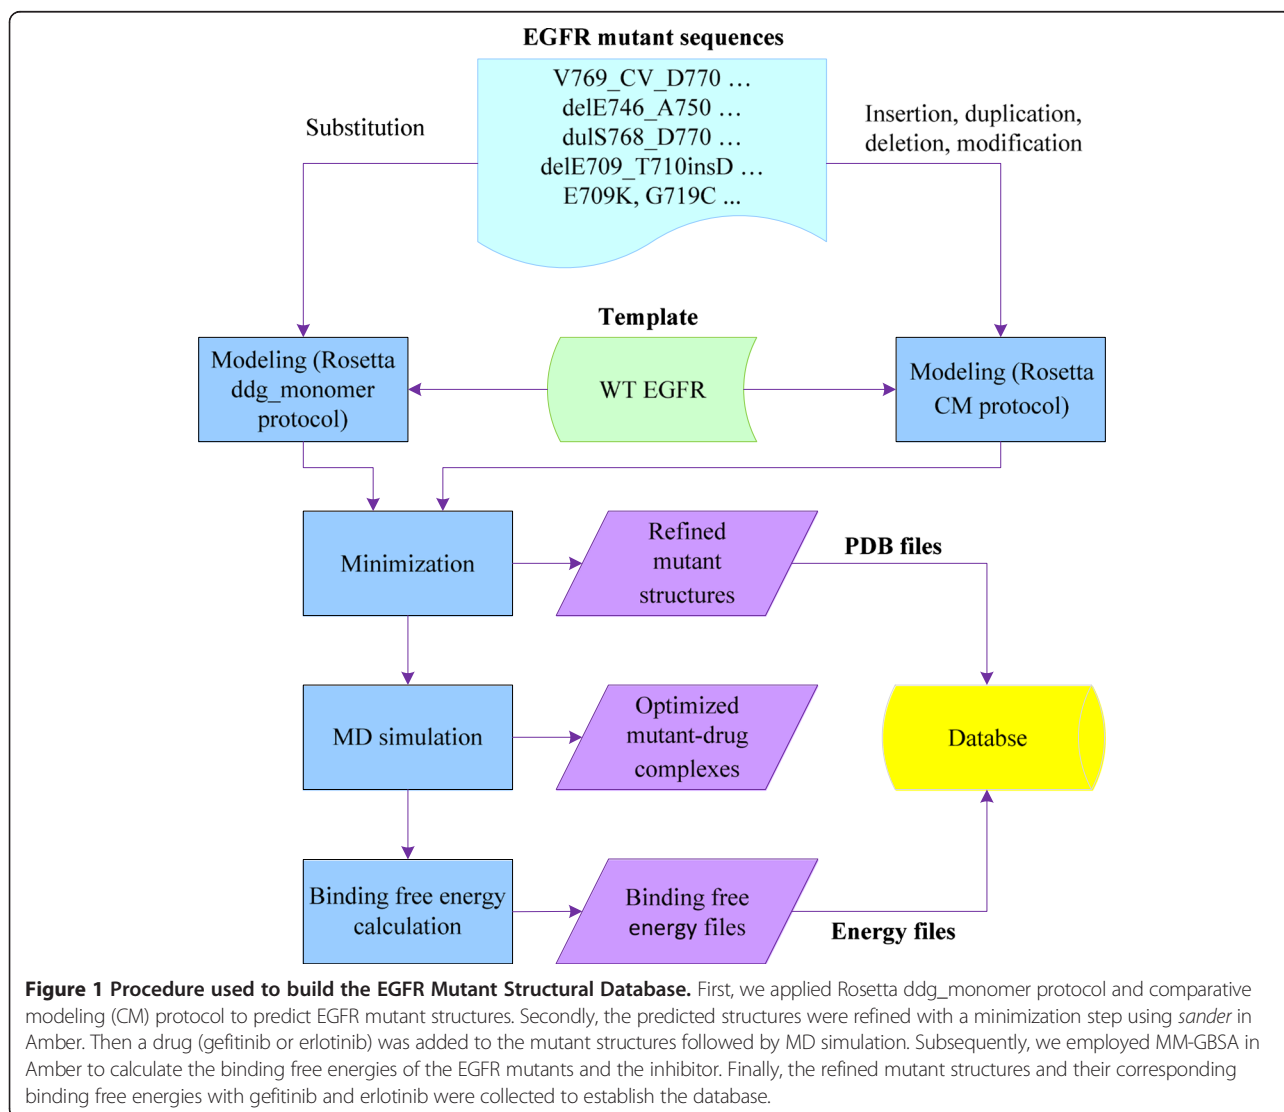 EGFR mutant sequences
V769_CV_D770 …
delE746_A750 …
dulS768_D770 …
delE709_T710insD …
E709K, G719C ...
Substitution
Insertion, duplication,
deletion, modification
Template
Modeling (Rosetta
ddg_monomer
protocol)
WT EGFR
Modeling (Rosetta
CM protocol)
Minimization
Refined
mutant
structures
PDB files
MD simulation
Optimized
mutant-drug
complexes
Databse
Binding free energy
calculation
Binding free
energy files
Energy files
Figure 1 Procedure used to build the EGFR Mutant Structural Database. First, we applied Rosetta ddg_monomer protocol and comparative
modeling (CM) protocol to predict EGFR mutant structures. Secondly, the predicted structures were refined with a minimization step using sander in
Amber. Then a drug (gefitinib or erlotinib) was added to the mutant structures followed by MD simulation. Subsequently, we employed MM-GBSA in
Amber to calculate the binding free energies of the EGFR mutants and the inhibitor. Finally, the refined mutant structures and their corresponding
binding free energies with gefitinib and erlotinib were collected to establish the database.